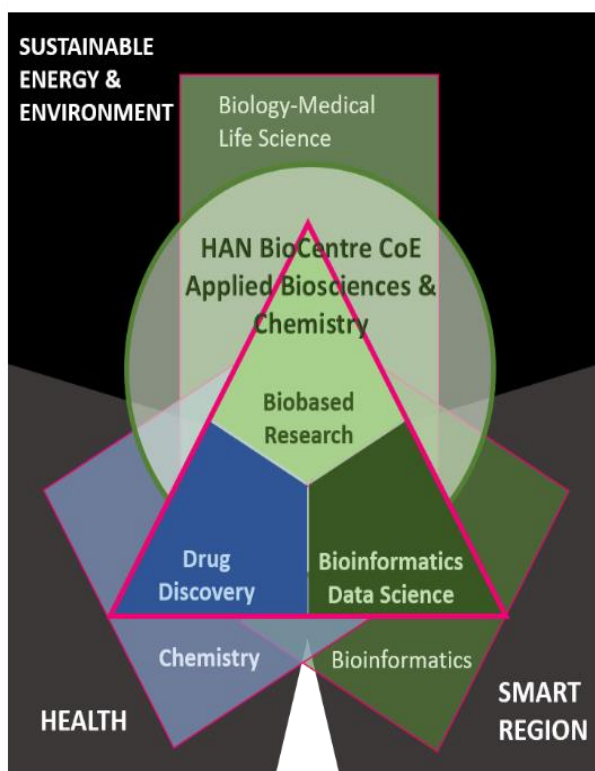 SUSTAINABLE
ENERGY &
ENVIRONMENT
Biology-Medical
Life Science
HAN BioCentre CoE
Applied Biosciences &
Chemistry
Biobased
Research
Drug
Discovery
Bioinformatics
Data Science
Chemistry
Bioinformatics
HEALTH
SMART
REGION